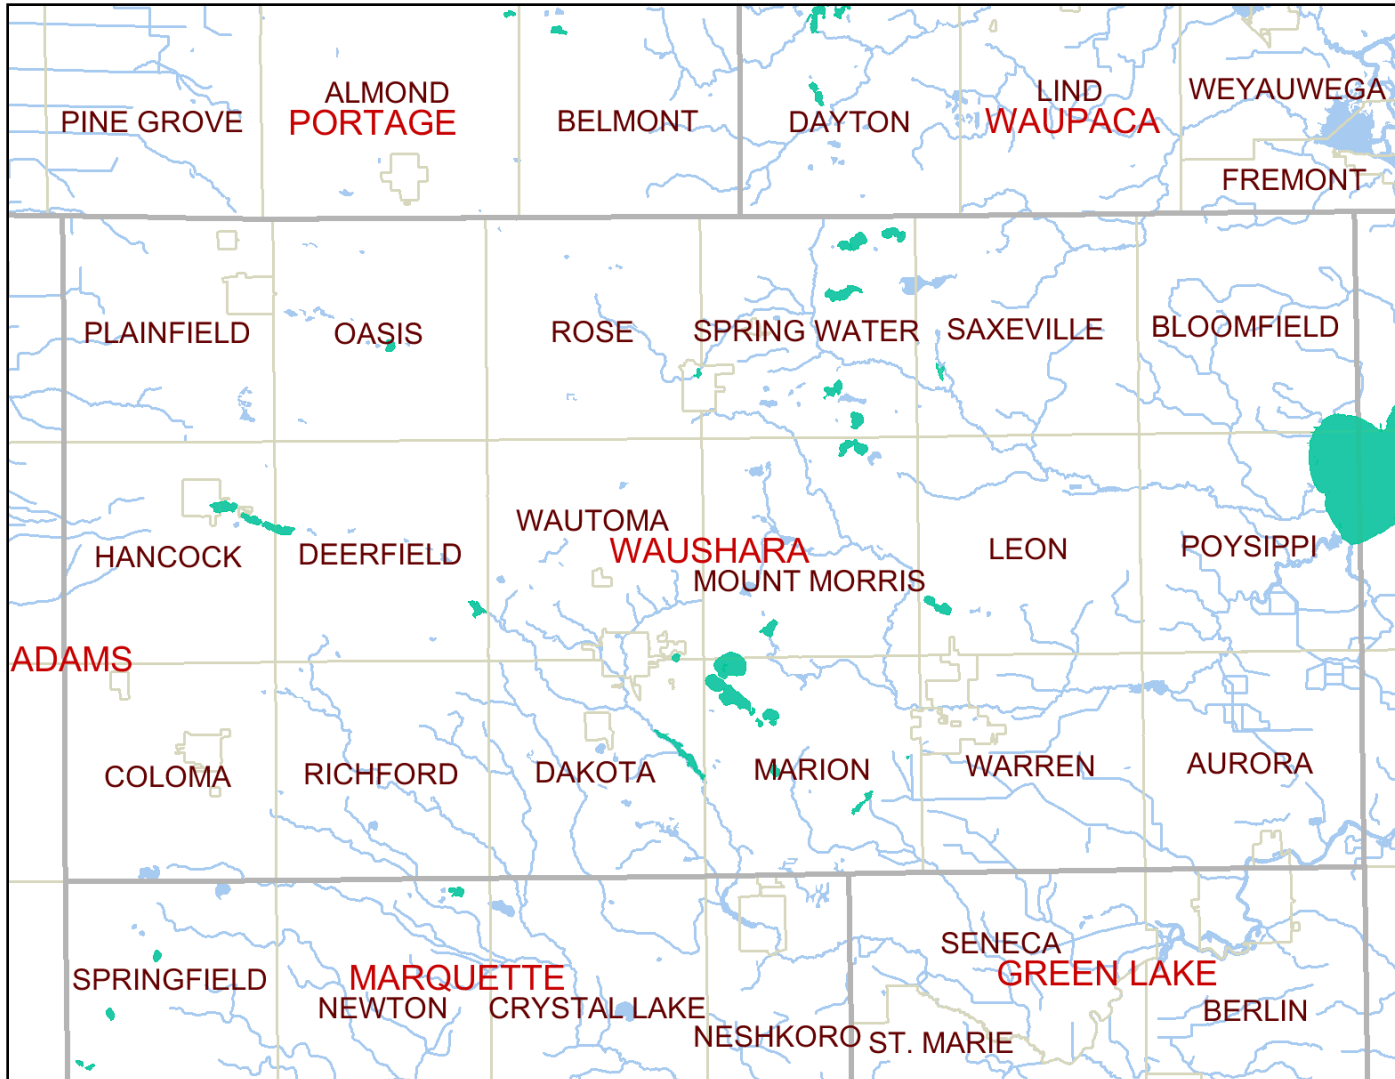 ALMOND
LIND
WEYAUWEGA
PINE GROVE
PORTAGE
BELMONT
DAYTON
WAUPACA
FREMONT
PLAINFIELD
OASIS
ROSE
SPRING WATER
SAXEVILLE
BLOOMFIELD
WAUTOMA
HANCOCK
DEERFIELD
WAUSHARA
LEON
POYSIPPI
MOUNT MORRIS
ADAMS
COLOMA
RICHFORD
DAKOTA
MARION
WARREN
AURORA
SENECA
SPRINGFIELD
MARQUETTE
GREEN LAKE
NEWTON
CRYSTAL LAKE
BERLIN
NESHKORO
ST. MARIE